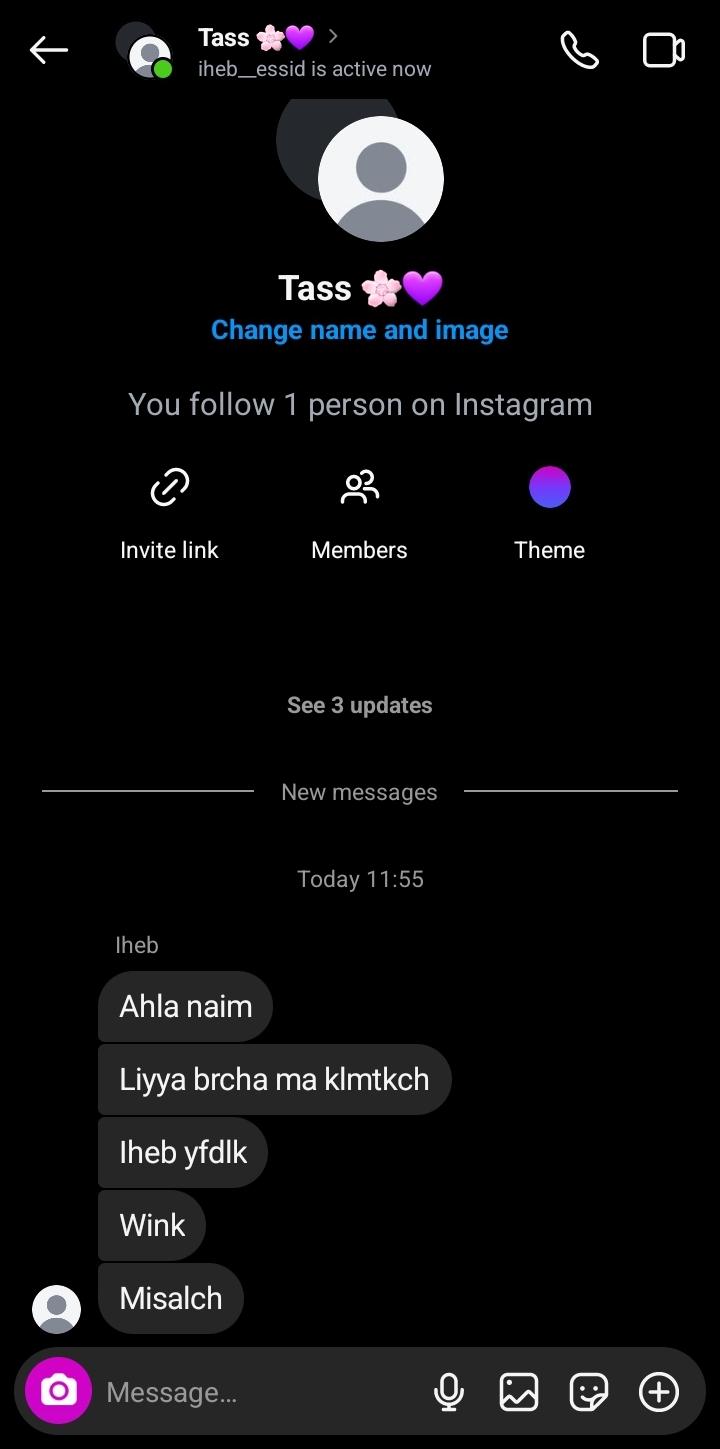 Tass 🌸💜
iheb__essid is active now
Tass 🌸💜
Change name and image
You follow 1 person on Instagram
Invite link
Members
Theme
See 3 updates
New messages
Today 11:55
Iheb
Ahla naim
Liyya brcha ma klmtkch
Iheb yfdlk
Wink
Misalch
Message...